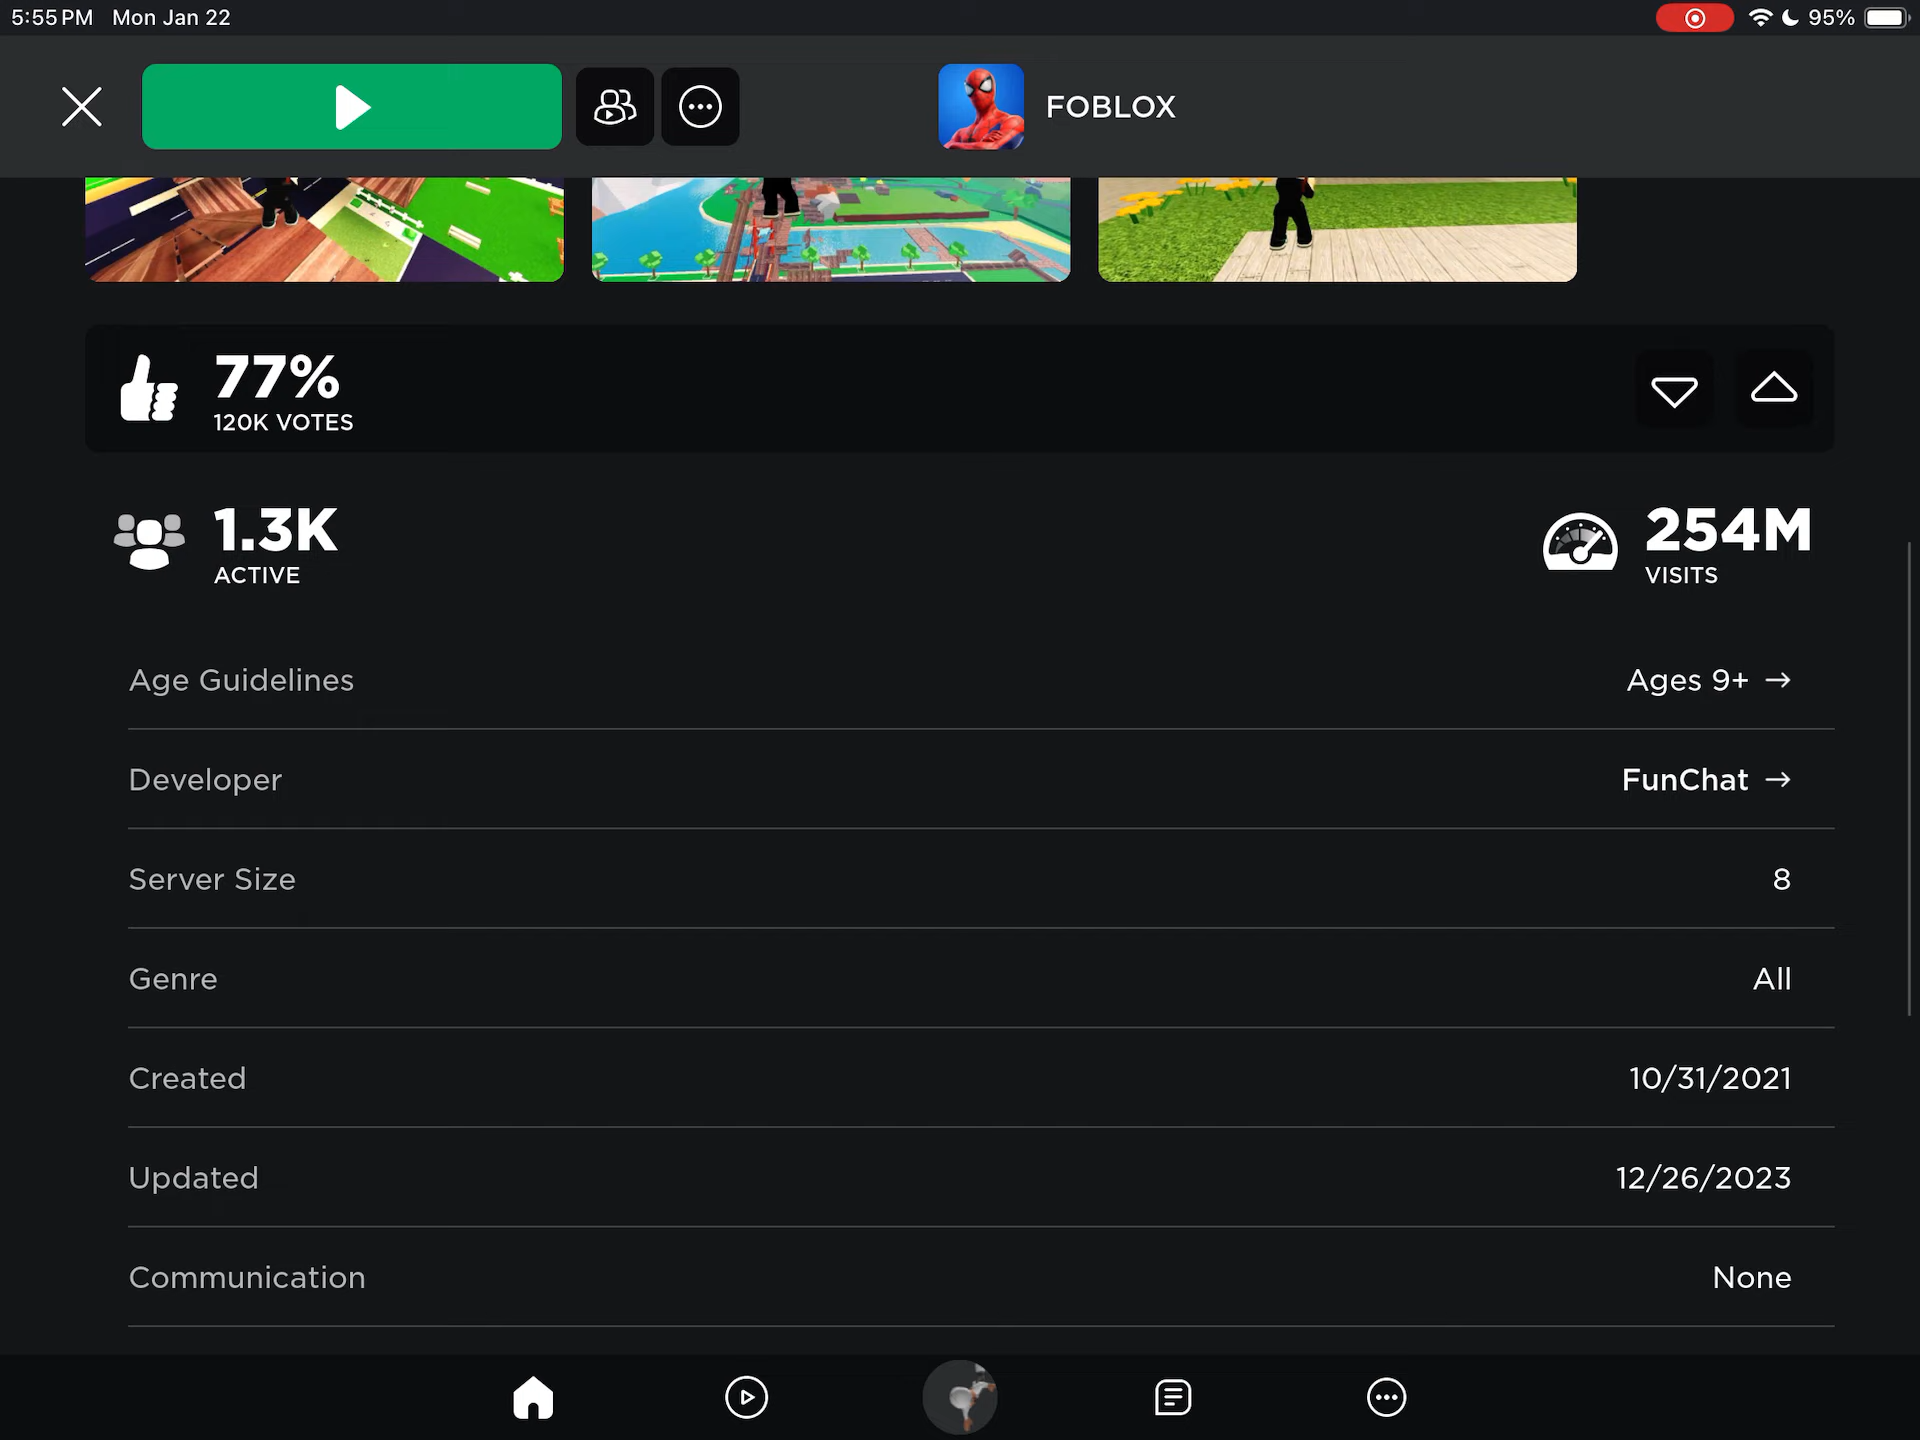 5:55 PM Mon Jan 22
95%
FOBLOX
77%
120K VOTES
1.3K
ACTIVE
254M
VISITS
Age Guidelines
Ages 9+ →
Developer
FunChat →
Server Size
8
Genre
All
Created
10/31/2021
Updated
12/26/2023
Communication
None